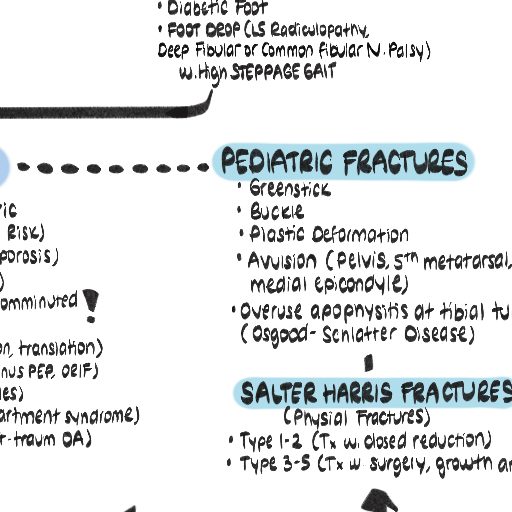 • Diabetic Foot
• FOOT DROP (LS Radiculopathy,
Deep Fibular or Common Fibular N. Palsy)
w. High STEPPAGE GAIT
PEDIATRIC FRACTURES
• Greenstick
• Buckle
• Plastic Deformation
• Avulsion (Pelvis, 5th metatarsal,
medial epicondyle)
• Overuse apophysitis at tibial tu
(Osgood-Schlatter Disease)
SALTER HARRIS FRACTURES
(Physial Fractures)
• Type 1-2 (Tx w. closed reduction)
• Type 3-5 (Tx w. surgery, growth ar
ric
Risk)
porosis)
)
omminuted !
on, translation)
nus PEP, ORIF)
les)
artment syndrome)
t-traum OA)